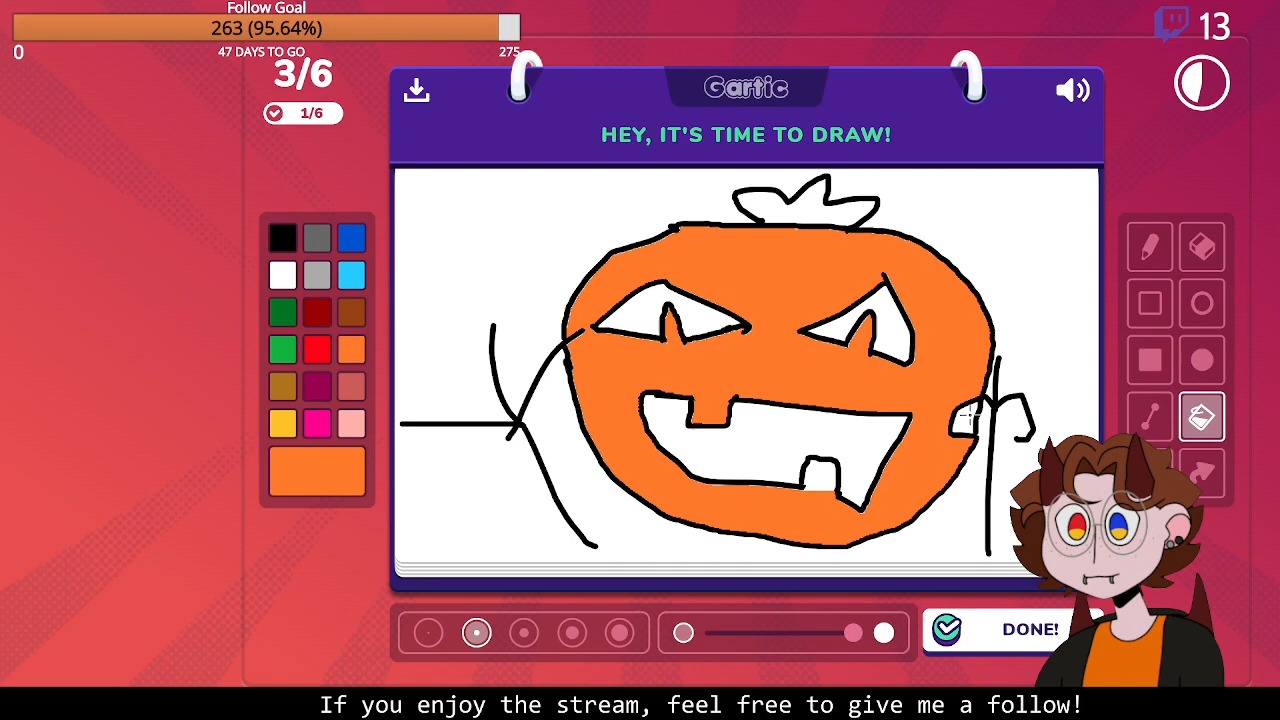 Follow Goal
263 (95.64%)
0
47 DAYS TO GO
275
13
3/6
1/6
Gartic
HEY, IT'S TIME TO DRAW!
DONE!
If you enjoy the stream, feel free to give me a follow!